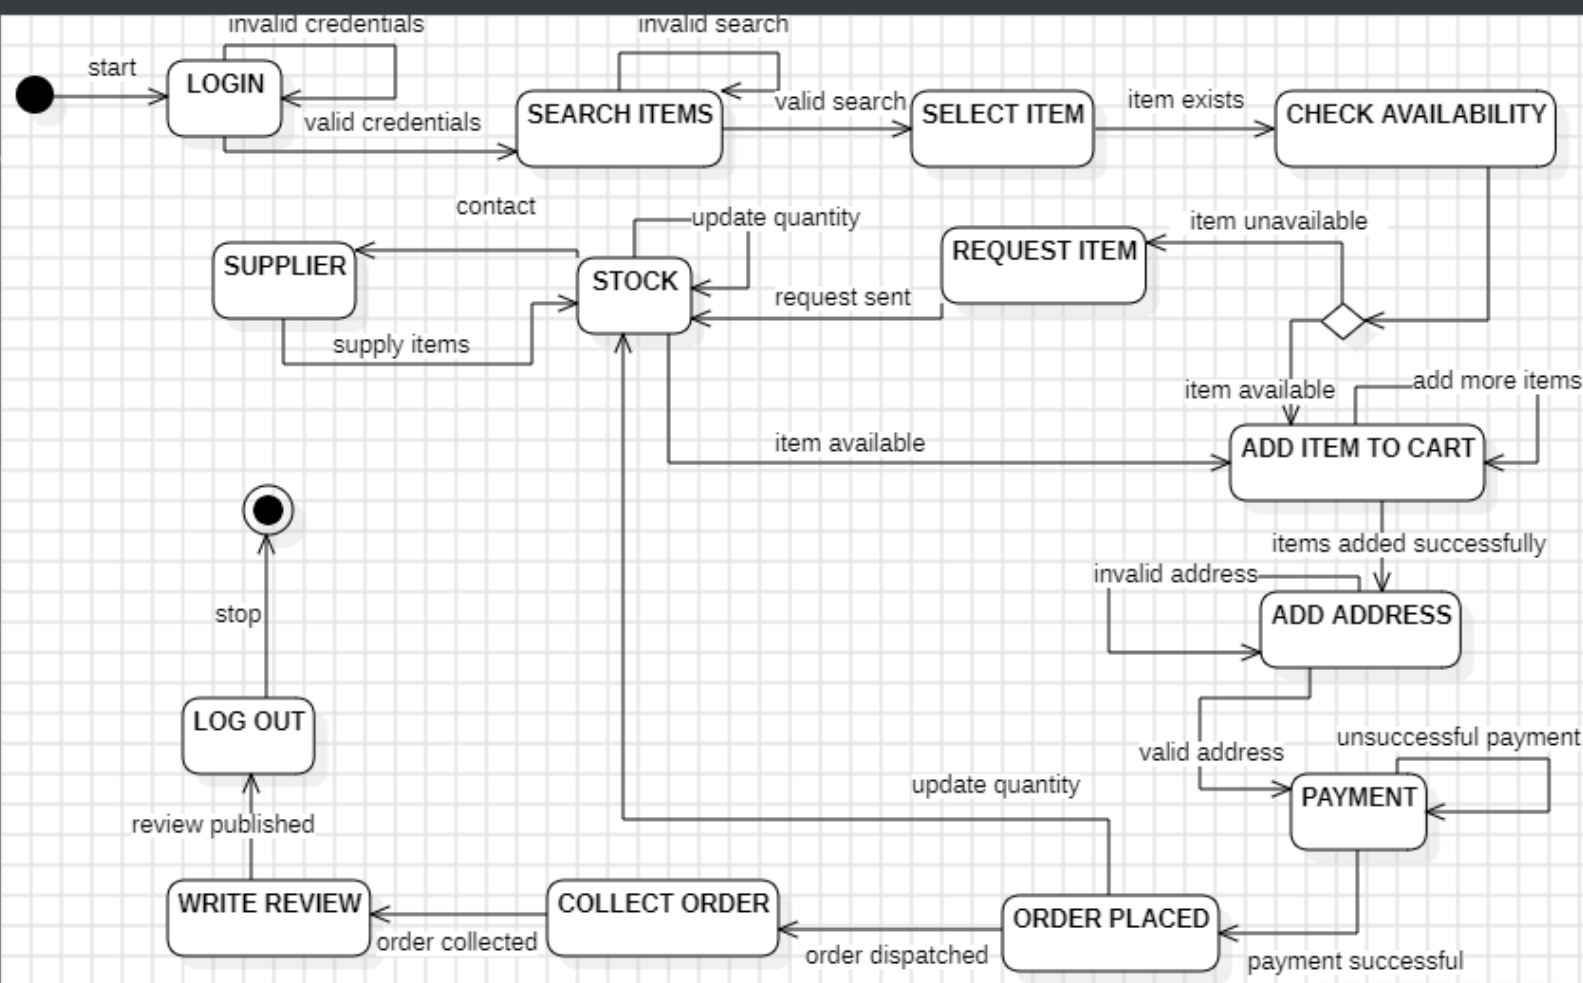 invalid credentials
invalid search
start
LOGIN
valid credentials
SEARCH ITEMS
valid search
SELECT ITEM
item exists
CHECK AVAILABILITY
contact
update quantity
item unavailable
SUPPLIER
STOCK
REQUEST ITEM
request sent
supply items
item available
add more items
item available
ADD ITEM TO CART
items added successfully
invalid address
ADD ADDRESS
stop
LOG OUT
valid address
unsuccessful payment
update quantity
PAYMENT
review published
WRITE REVIEW
COLLECT ORDER
ORDER PLACED
order collected
order dispatched
payment successful